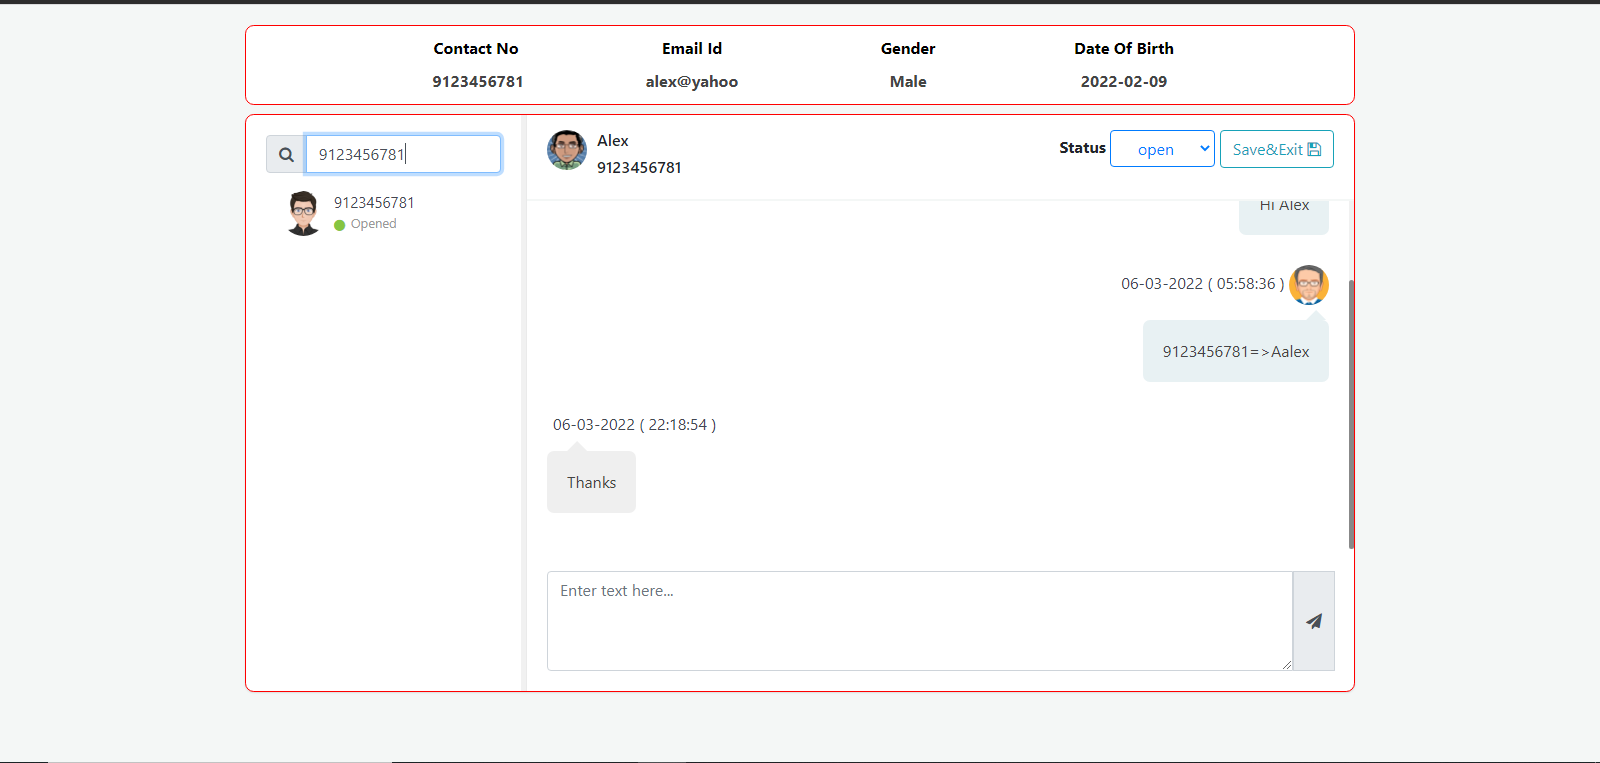 Contact No Email Id Gender Date Of Birth
9123456781 alex@yahoo Male 2022-02-09
9123456781
9123456781
Opened
Alex
9123456781
Status open Save&Exit
Hi Alex
06-03-2022 ( 05:58:36 )
9123456781=>Aalex
06-03-2022 ( 22:18:54 )
Thanks
Enter text here...